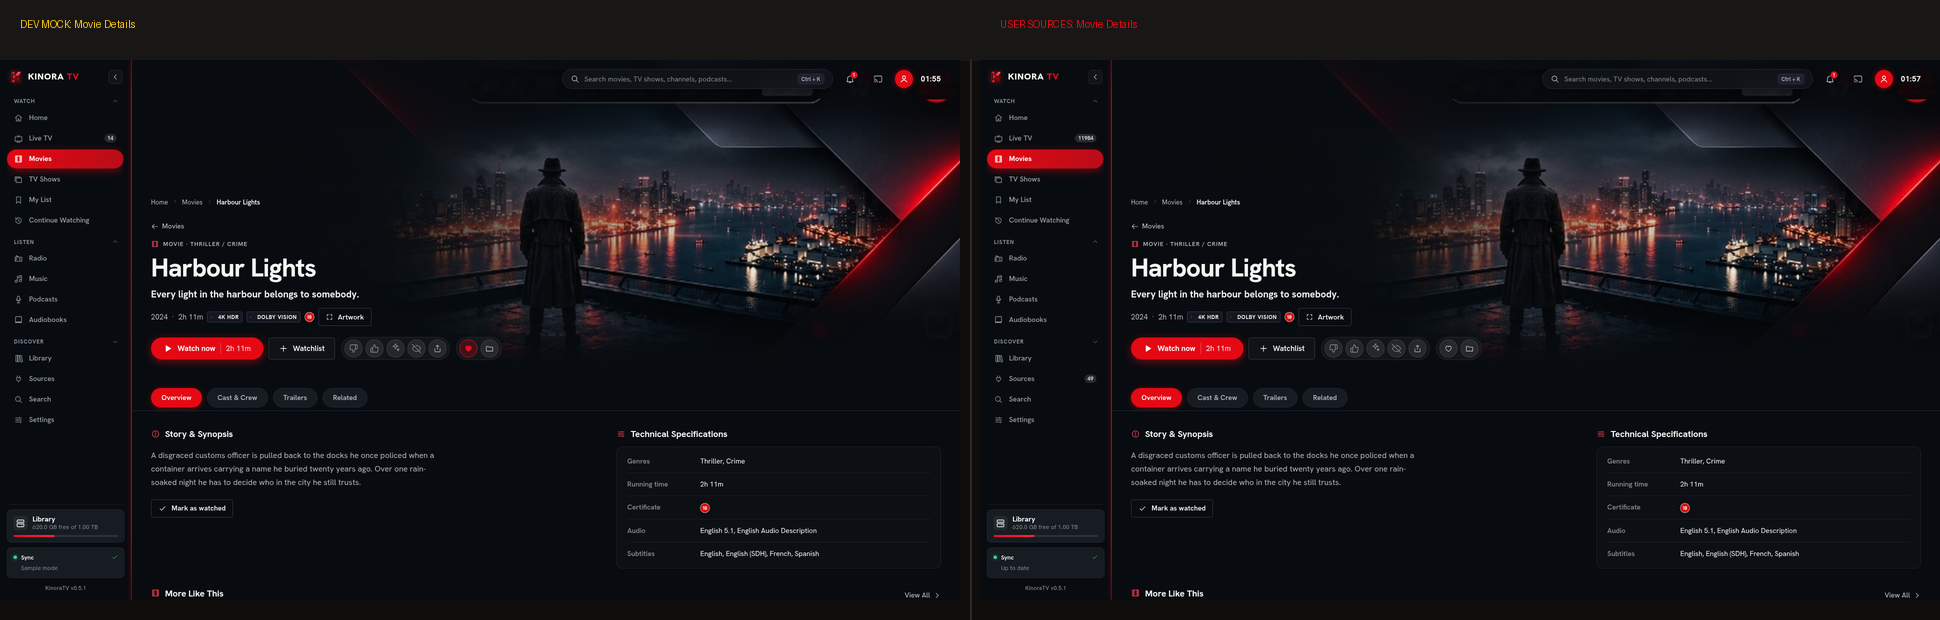 DEV MOCK: Movie Details
KINORA TV
Search movies, TV shows, channels, podcasts...
Ctrl + K
1
01:55
WATCH
Home
Live TV
14
Movies
TV Shows
My List
Continue Watching
LISTEN
Radio
Music
Podcasts
Audiobooks
DISCOVER
Library
Sources
Search
Settings
Library
620.0 GB free of 1.00 TB
Sync
Sample mode
KinoraTV v0.5.1
Home Movies Harbour Lights
← Movies
MOVIE · THRILLER / CRIME
Harbour Lights
Every light in the harbour belongs to somebody.
2024 · 2h 11m 4K HDR DOLBY VISION 18 Artwork
Watch now 2h 11m
Watchlist
Overview
Cast & Crew
Trailers
Related
Story & Synopsis
A disgraced customs officer is pulled back to the docks he once policed when a
container arrives carrying a name he buried twenty years ago. Over one rain-
soaked night he has to decide who in the city he still trusts.
Mark as watched
Technical Specifications
Genres Thriller, Crime
Running time 2h 11m
Certificate 18
Audio English 5.1, English Audio Description
Subtitles English, English (SDH), French, Spanish
More Like This
View All
USER SOURCES: Movie Details
KINORA TV
Search movies, TV shows, channels, podcasts...
Ctrl + K
1
01:57
WATCH
Home
Live TV
11984
Movies
TV Shows
My List
Continue Watching
LISTEN
Radio
Music
Podcasts
Audiobooks
DISCOVER
Library
Sources
49
Search
Settings
Library
620.0 GB free of 1.00 TB
Sync
Up to date
KinoraTV v0.5.1
Home Movies Harbour Lights
← Movies
MOVIE · THRILLER / CRIME
Harbour Lights
Every light in the harbour belongs to somebody.
2024 · 2h 11m 4K HDR DOLBY VISION 18 Artwork
Watch now 2h 11m
Watchlist
Overview
Cast & Crew
Trailers
Related
Story & Synopsis
A disgraced customs officer is pulled back to the docks he once policed when a
container arrives carrying a name he buried twenty years ago. Over one rain-
soaked night he has to decide who in the city he still trusts.
Mark as watched
Technical Specifications
Genres Thriller, Crime
Running time 2h 11m
Certificate 18
Audio English 5.1, English Audio Description
Subtitles English, English (SDH), French, Spanish
More Like This
View All